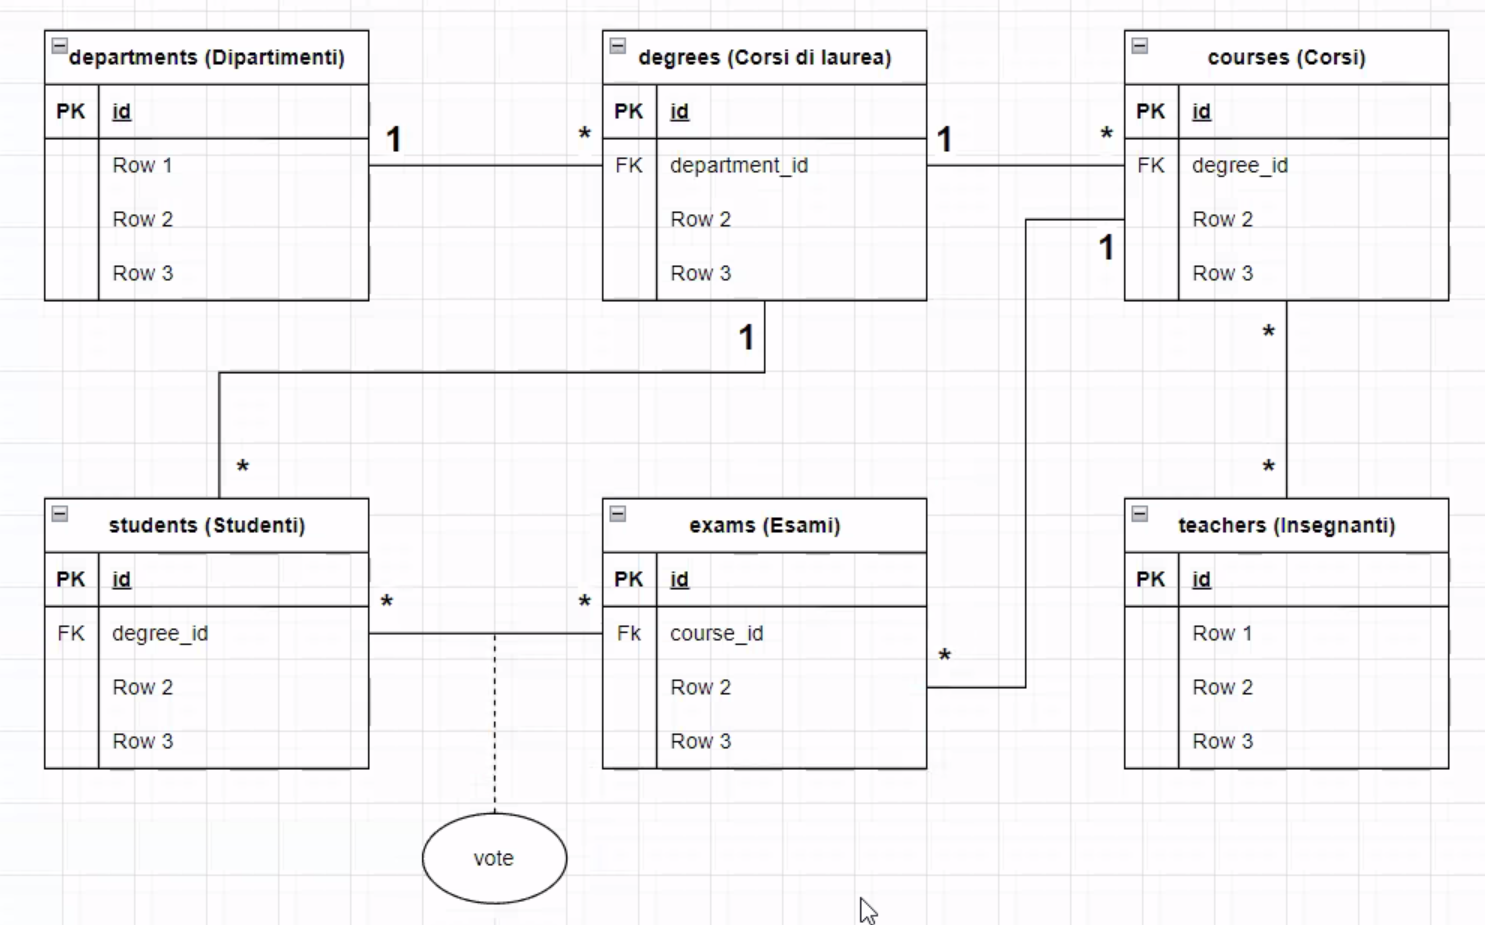 departments (Dipartimenti)
PK id
Row 1
Row 2
Row 3
1 *
degrees (Corsi di laurea)
PK id
FK department_id
Row 2
Row 3
1 *
courses (Corsi)
PK id
FK degree_id
Row 2
Row 3
1
1
*
*
*
students (Studenti)
PK id
FK degree_id
Row 2
Row 3
* *
exams (Esami)
PK id
Fk course_id
Row 2
Row 3
*
teachers (Insegnanti)
PK id
Row 1
Row 2
Row 3
vote